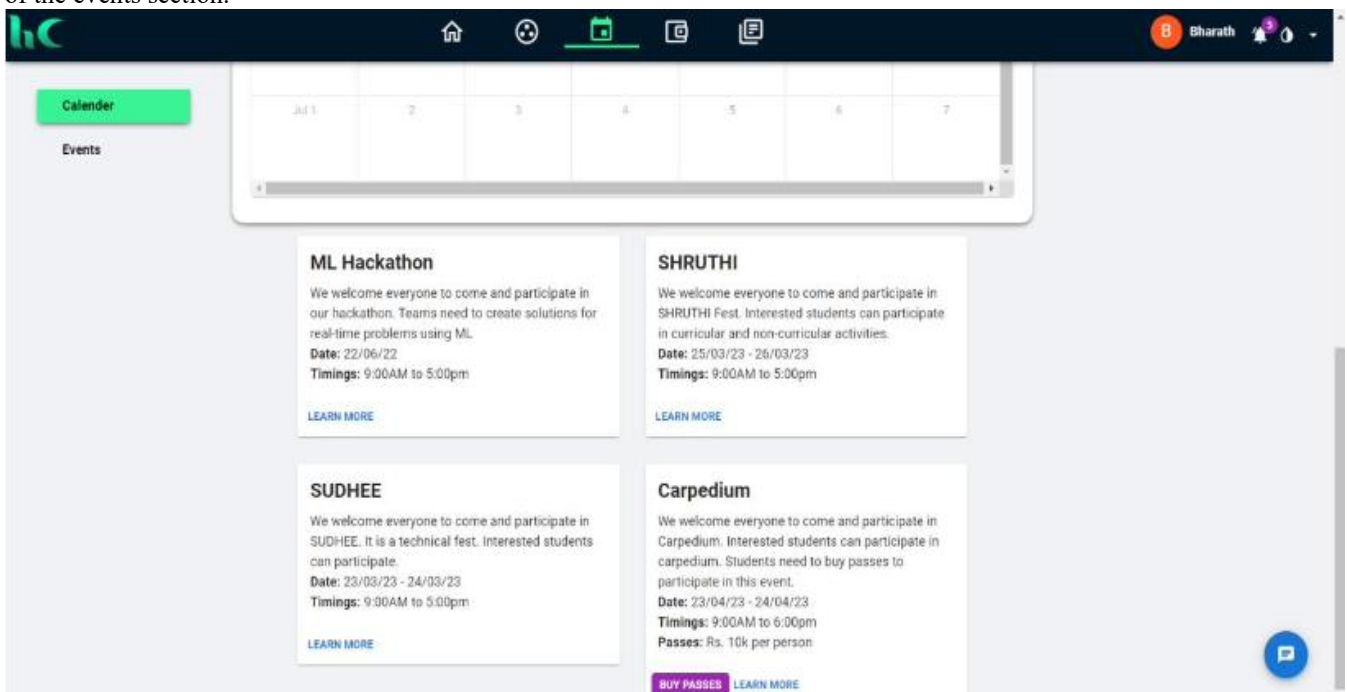 of the events section.
hC
B Bharath 5
Calender
Events
Jul 1 2 3 4 5 6 7
ML Hackathon
We welcome everyone to come and participate in
our hackathon. Teams need to create solutions for
real-time problems using ML.
Date: 22/06/22
Timings: 9:00AM to 5:00pm
LEARN MORE
SHRUTHI
We welcome everyone to come and participate in
SHRUTHI Fest. Interested students can participate
in curricular and non-curricular activities.
Date: 25/03/23 - 26/03/23
Timings: 9:00AM to 5:00pm
LEARN MORE
SUDHEE
We welcome everyone to come and participate in
SUDHEE. It is a technical fest. Interested students
can participate.
Date: 23/03/23 - 24/03/23
Timings: 9:00AM to 5:00pm
LEARN MORE
Carpedium
We welcome everyone to come and participate in
Carpedium. Interested students can participate in
carpedium. Students need to buy passes to
participate in this event.
Date: 23/04/23 - 24/04/23
Timings: 9:00AM to 6:00pm
Passes: Rs. 10k per person
BUY PASSES LEARN MORE